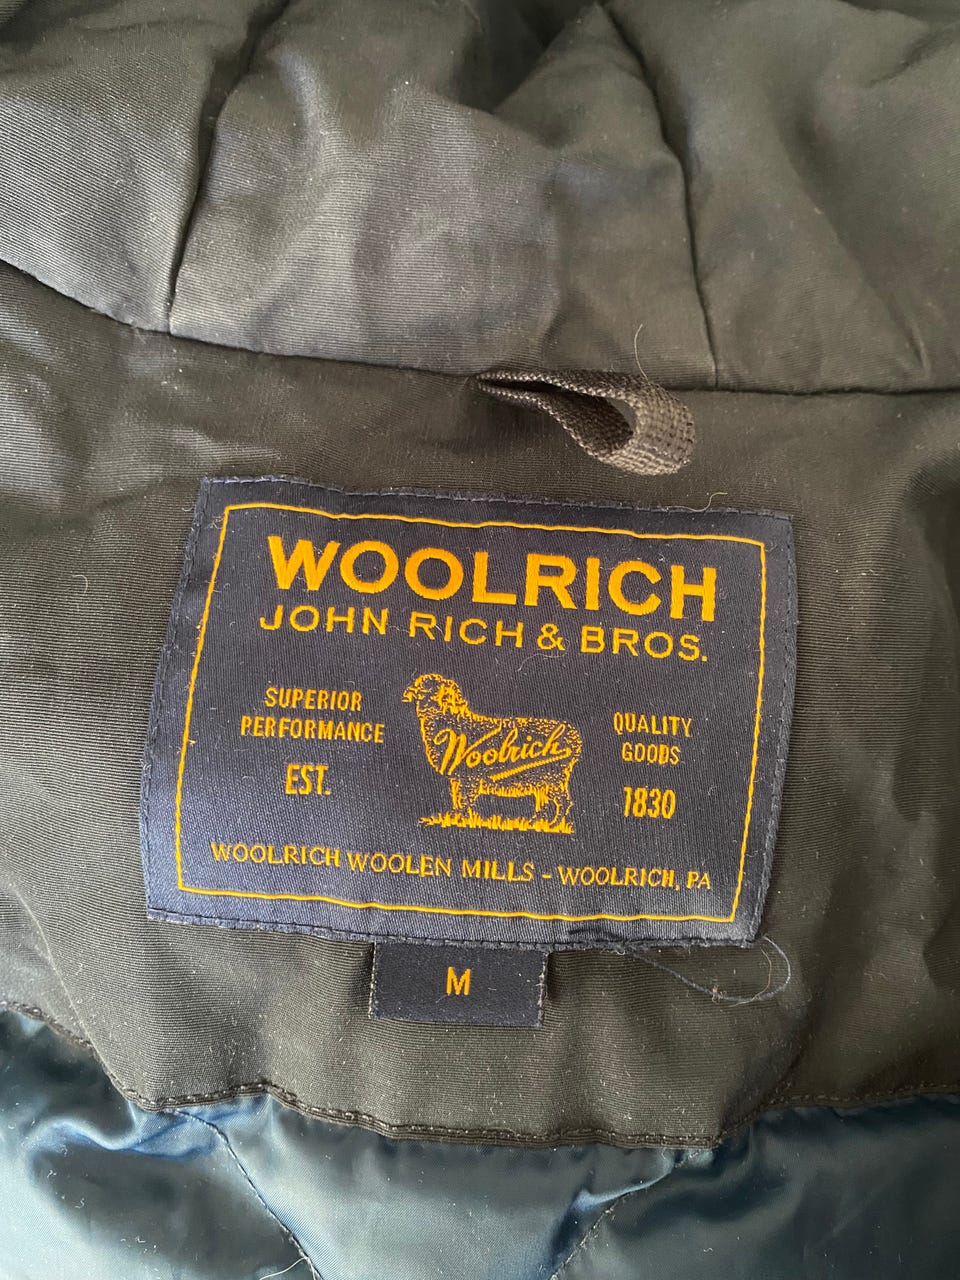 WOOLRICH
JOHN RICH & BROS.
SUPERIOR
PERFORMANCE
EST.
Woolrich
QUALITY
GOODS
1830
WOOLRICH WOOLEN MILLS - WOOLRICH, PA
M